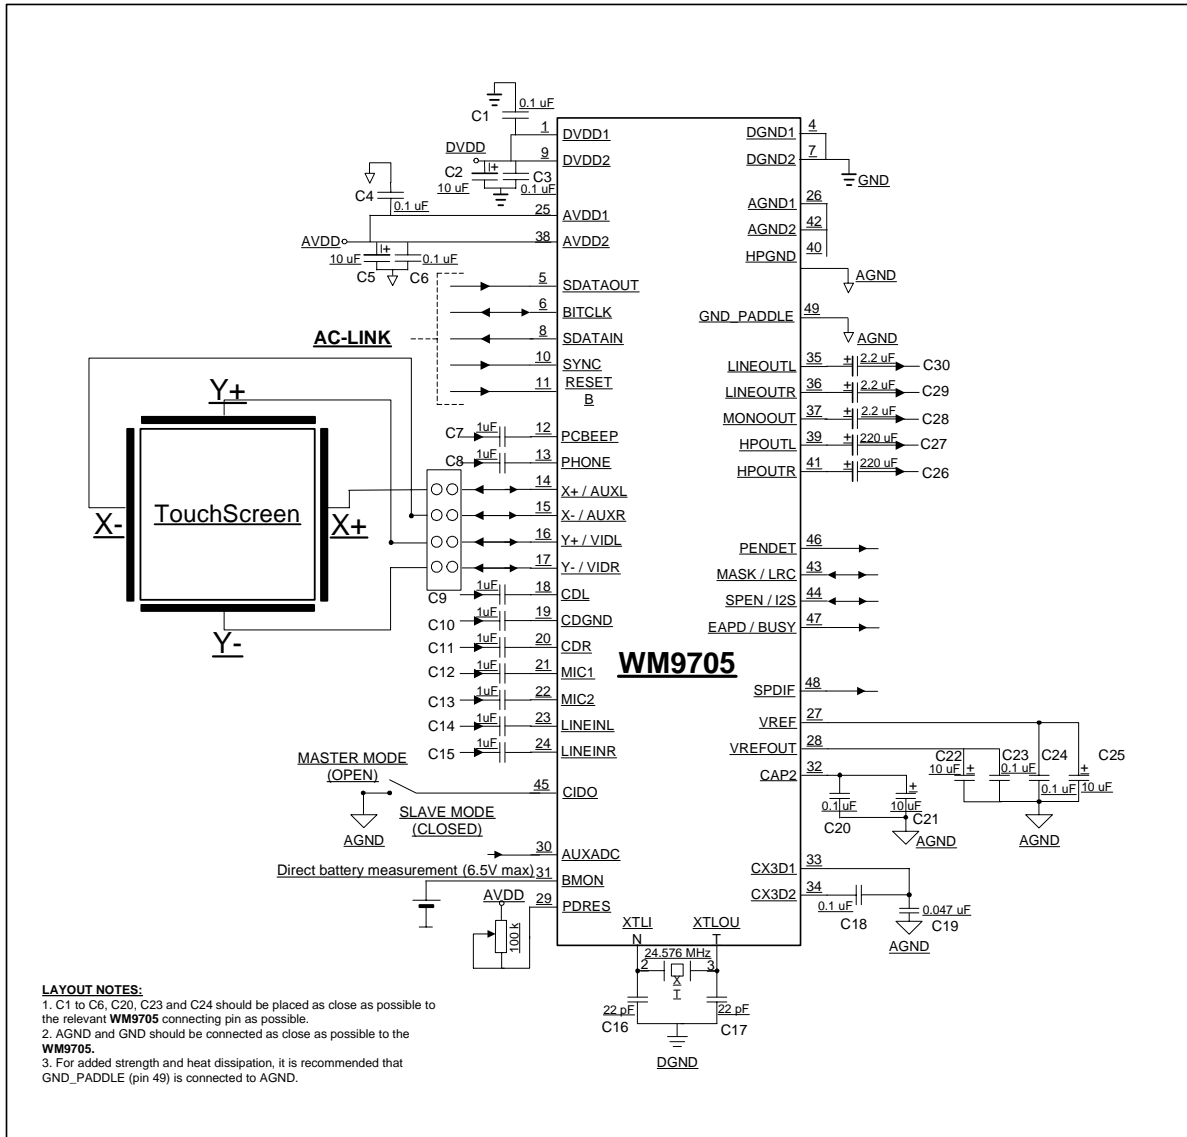 C1
0.1 uF
1
DVDD1
DVDD
9
DVDD2
C2
10 uF
C3
0.1 uF
C4
0.1 uF
25
AVDD1
AVDD
38
AVDD2
10 uF
C5
C6
0.1 uF
5
SDATAOUT
6
BITCLK
AC-LINK
8
SDATAIN
10
SYNC
11
RESET
B
Y+
X-
TouchScreen
X+
Y-
C7
1uF
12
PCBEEP
C8
1uF
13
PHONE
14
X+ / AUXL
15
X- / AUXR
16
Y+ / VIDL
17
Y- / VIDR
C9
1uF
18
CDL
C10
1uF
19
CDGND
C11
1uF
20
CDR
C12
1uF
21
MIC1
C13
1uF
22
MIC2
C14
1uF
23
LINEINL
C15
1uF
24
LINEINR
MASTER MODE
(OPEN)
45
CIDO
SLAVE MODE
(CLOSED)
AGND
30
AUXADC
Direct battery measurement (6.5V max)
31
BMON
AVDD
29
PDRES
100 k
WM9705
4
DGND1
7
DGND2
GND
26
AGND1
42
AGND2
40
HPGND
AGND
49
GND_PADDLE
AGND
35
LINEOUTL
+
2.2 uF
C30
36
LINEOUTR
+
2.2 uF
C29
37
MONOOUT
+
2.2 uF
C28
39
HPOUTL
+
220 uF
C27
41
HPOUTR
+
220 uF
C26
46
PENDET
43
MASK / LRC
44
SPEN / I2S
47
EAPD / BUSY
48
SPDIF
27
VREF
28
VREFOUT
C22
10 uF
+
C23
0.1 uF
C24
0.1 uF
C25
+
10 uF
AGND
32
CAP2
0.1 uF
C20
+
10 uF
C21
AGND
33
CX3D1
34
CX3D2
0.1 uF
C18
0.047 uF
C19
AGND
XTLI
N
XTLOU
T
24.576 MHz
2
3
X
T
22 pF
C16
22 pF
C17
DGND
LAYOUT NOTES:
1. C1 to C6, C20, C23 and C24 should be placed as close as possible to
the relevant WM9705 connecting pin as possible.
2. AGND and GND should be connected as close as possible to the
WM9705.
3. For added strength and heat dissipation, it is recommended that
GND_PADDLE (pin 49) is connected to AGND.